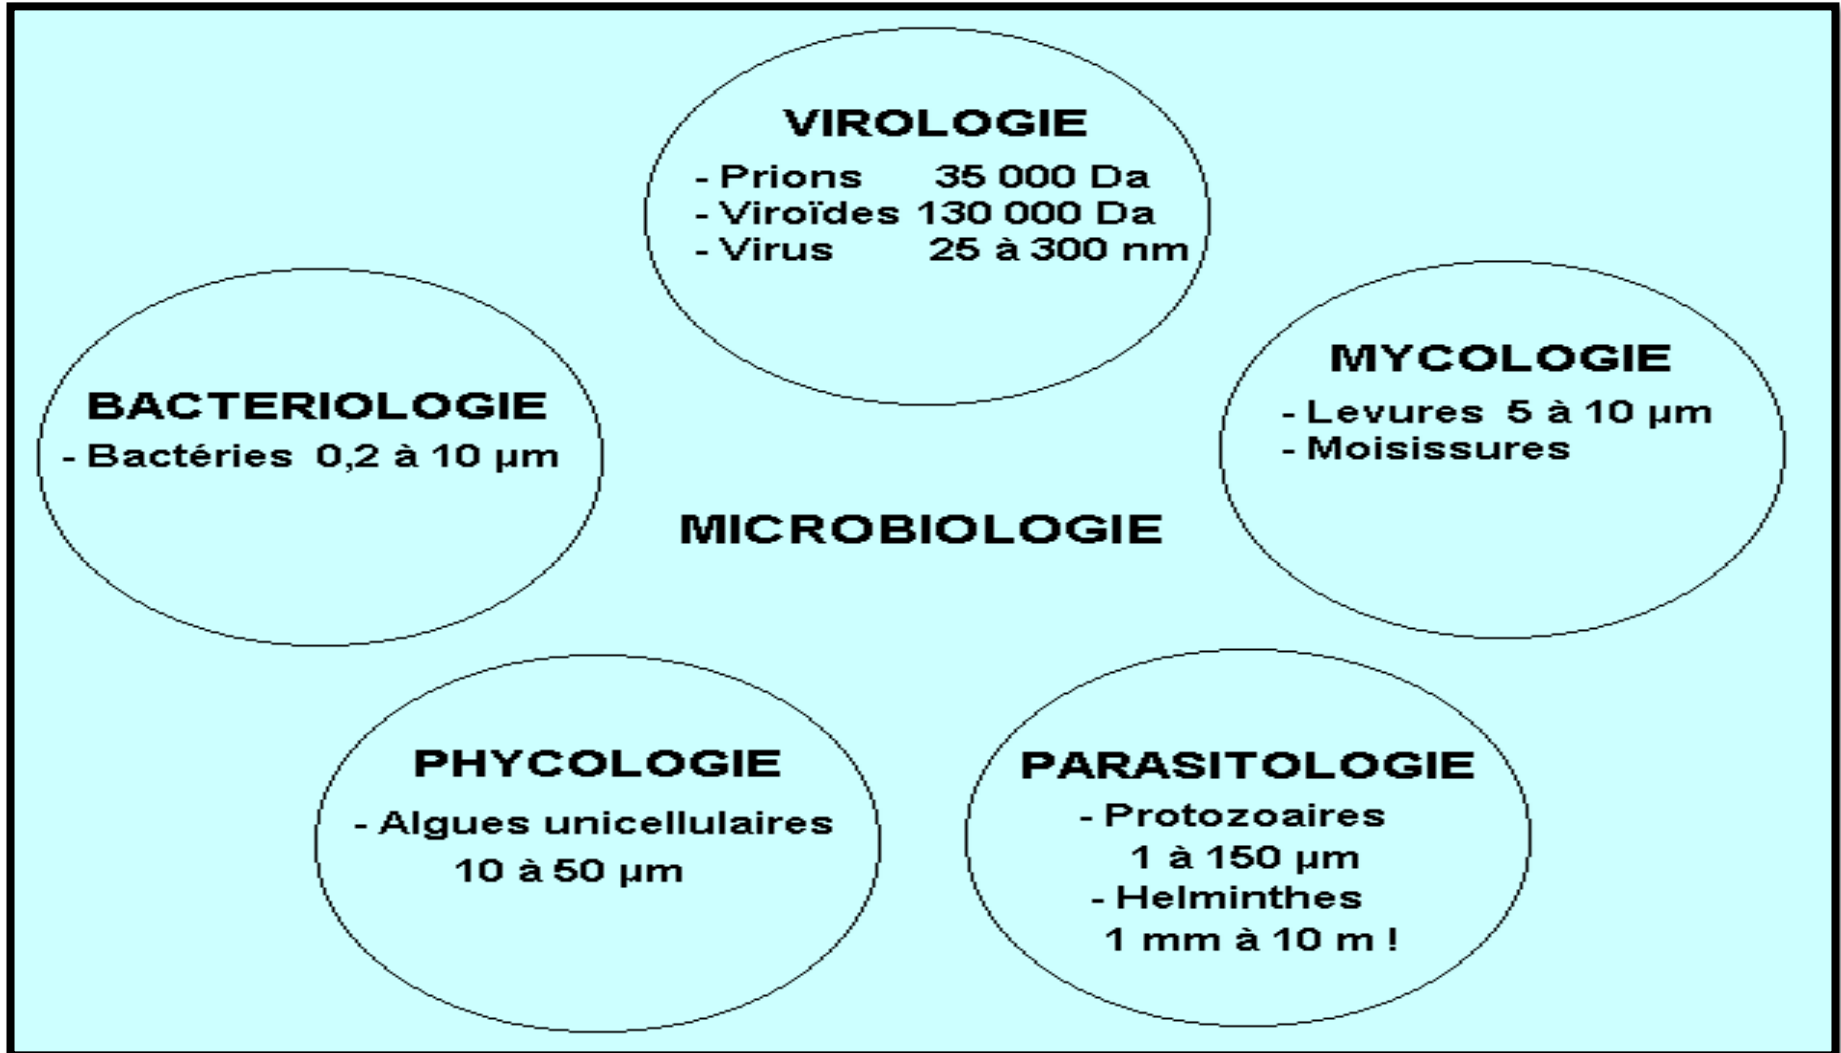 VIROLOGIE
- Prions 35 000 Da
- Viroïdes 130 000 Da
- Virus 25 à 300 nm
BACTERIOLOGIE
- Bactéries 0,2 à 10 µm
MYCOLOGIE
- Levures 5 à 10 µm
- Moisissures
MICROBIOLOGIE
PHYCOLOGIE
- Algues unicellulaires
10 à 50 µm
PARASITOLOGIE
- Protozoaires
1 à 150 µm
- Helminthes
1 mm à 10 m !